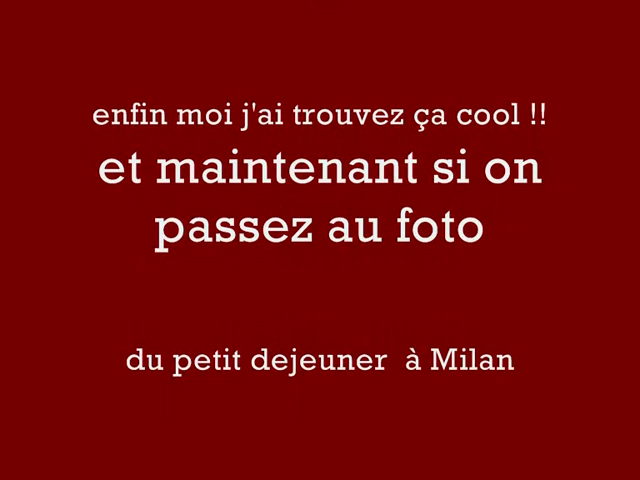 enfin moi j'ai trouvez ça cool !!
et maintenant si on
passez au foto
du petit dejeuner à Milan